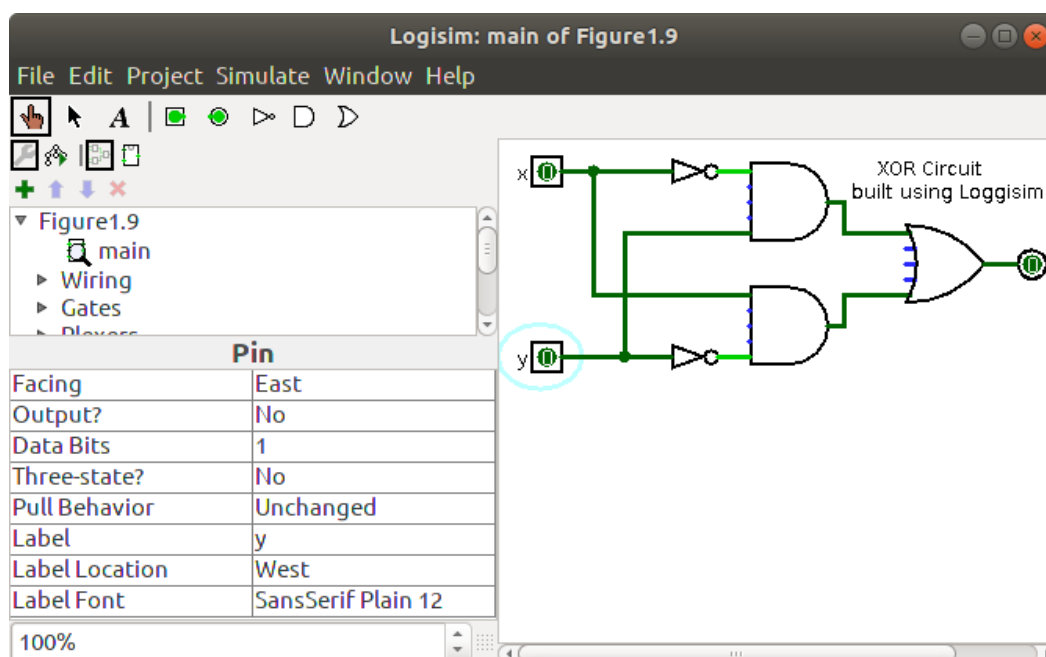 Logisim: main of Figure1.9
File Edit Project Simulate Window Help
A
Figure1.9
main
Wiring
Gates
Plexers
Pin
Facing East
Output? No
Data Bits 1
Three-state? No
Pull Behavior Unchanged
Label y
Label Location West
Label Font SansSerif Plain 12
100%
x 0
XOR Circuit
built using Loggisim
0
y 0